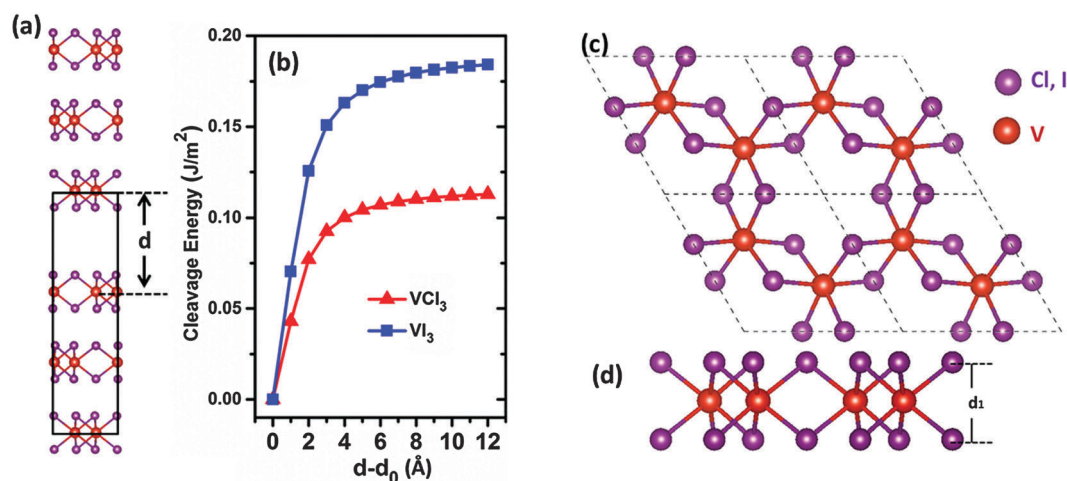 (a)
d
(b)
Cleavage Energy (J/m²)
0.20
0.15
0.10
0.05
0.00
VCl₃
VI₃
0 2 4 6 8 10 12
d-d₀ (Å)
(c)
Cl, I
V
(d)
d₁